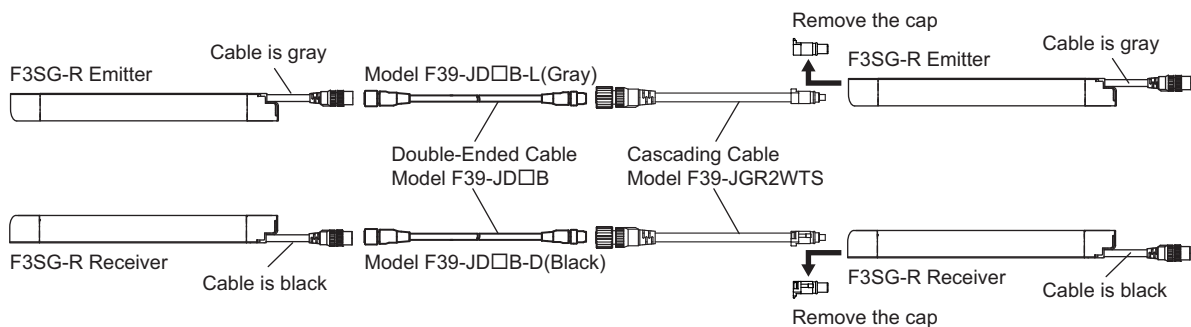 Remove the cap
Cable is gray
F3SG-R Emitter
Model F39-JD□B-L(Gray)
F3SG-R Emitter
Cable is gray
Double-Ended Cable
Model F39-JD□B
Cascading Cable
Model F39-JGR2WTS
F3SG-R Receiver
Cable is black
Model F39-JD□B-D(Black)
F3SG-R Receiver
Cable is black
Remove the cap